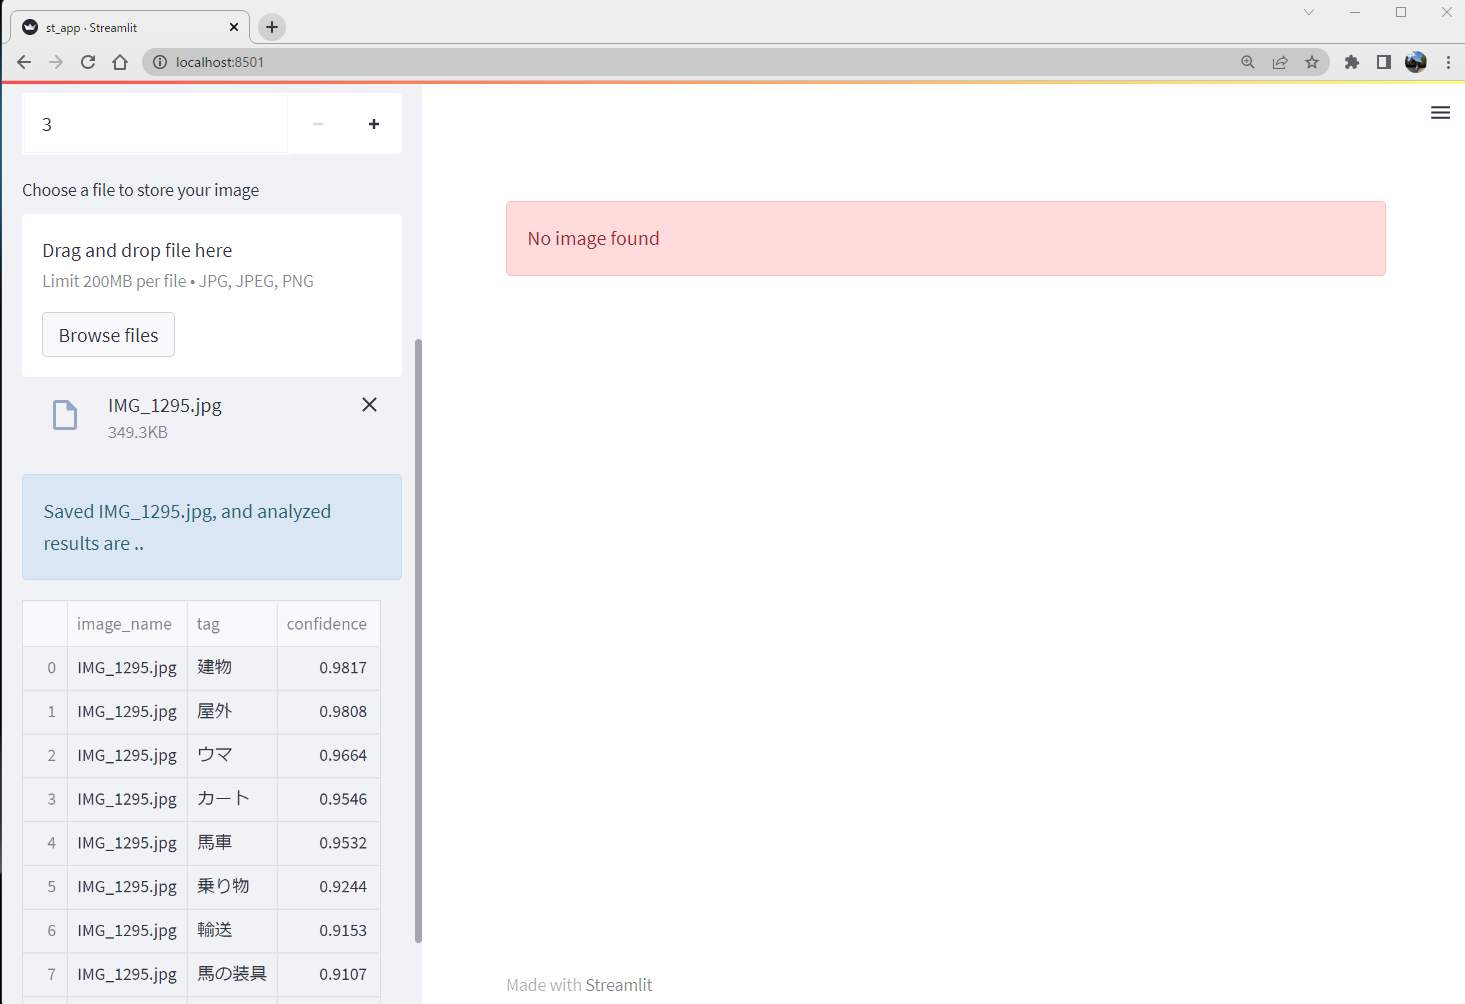 st_app · Streamlit
localhost:8501
3
Choose a file to store your image
Drag and drop file here
Limit 200MB per file • JPG, JPEG, PNG
Browse files
IMG_1295.jpg
349.3KB
Saved IMG_1295.jpg, and analyzed
results are ..
image_name tag confidence
0 IMG_1295.jpg 建物 0.9817
1 IMG_1295.jpg 屋外 0.9808
2 IMG_1295.jpg ウマ 0.9664
3 IMG_1295.jpg カート 0.9546
4 IMG_1295.jpg 馬車 0.9532
5 IMG_1295.jpg 乗り物 0.9244
6 IMG_1295.jpg 輸送 0.9153
7 IMG_1295.jpg 馬の装具 0.9107
No image found
Made with Streamlit